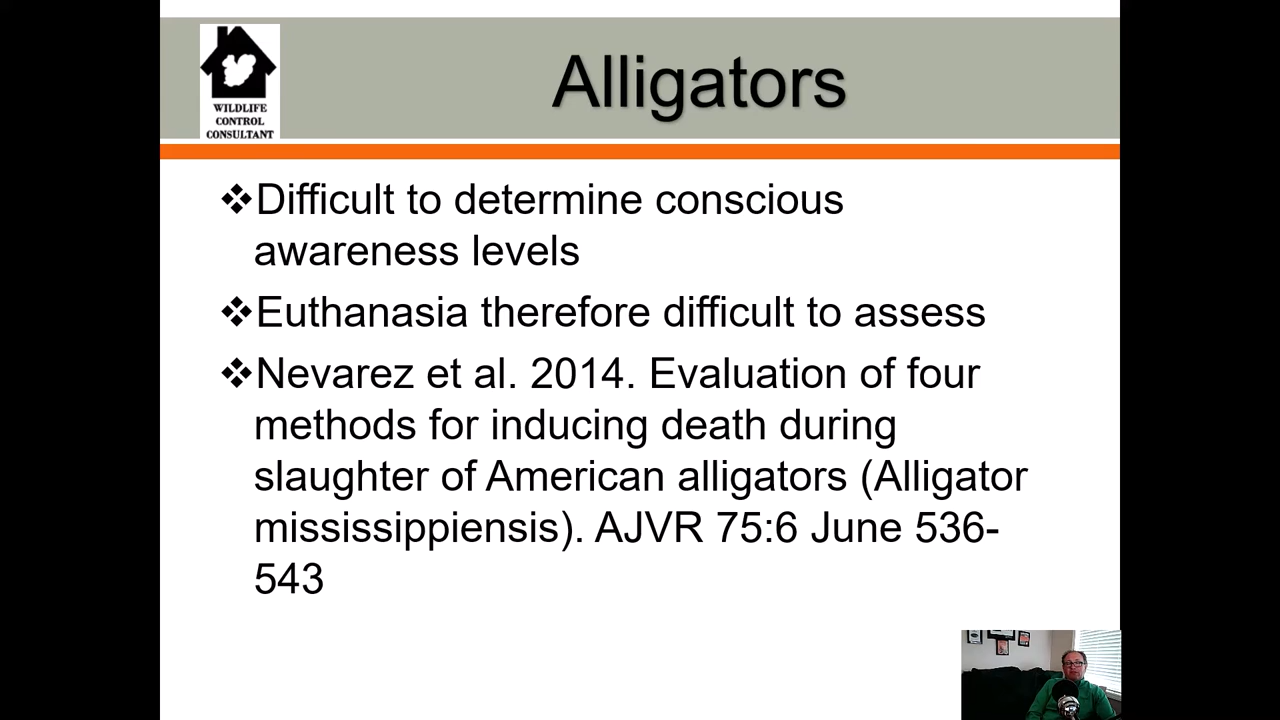 WILDLIFE
CONTROL
CONSULTANT
Alligators
❖Difficult to determine conscious
awareness levels
❖Euthanasia therefore difficult to assess
❖Nevarez et al. 2014. Evaluation of four
methods for inducing death during
slaughter of American alligators (Alligator
mississippiensis). AJVR 75:6 June 536-
543